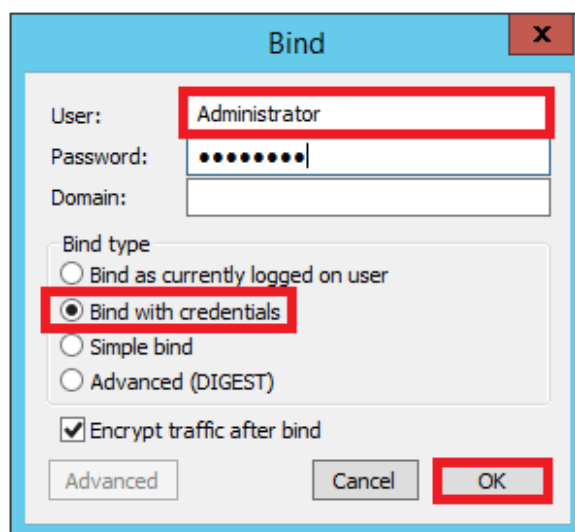 Bind
x
User: Administrator
Password: ●●●●●●●●
Domain:
Bind type
Bind as currently logged on user
Bind with credentials
Simple bind
Advanced (DIGEST)
Encrypt traffic after bind
Advanced Cancel OK